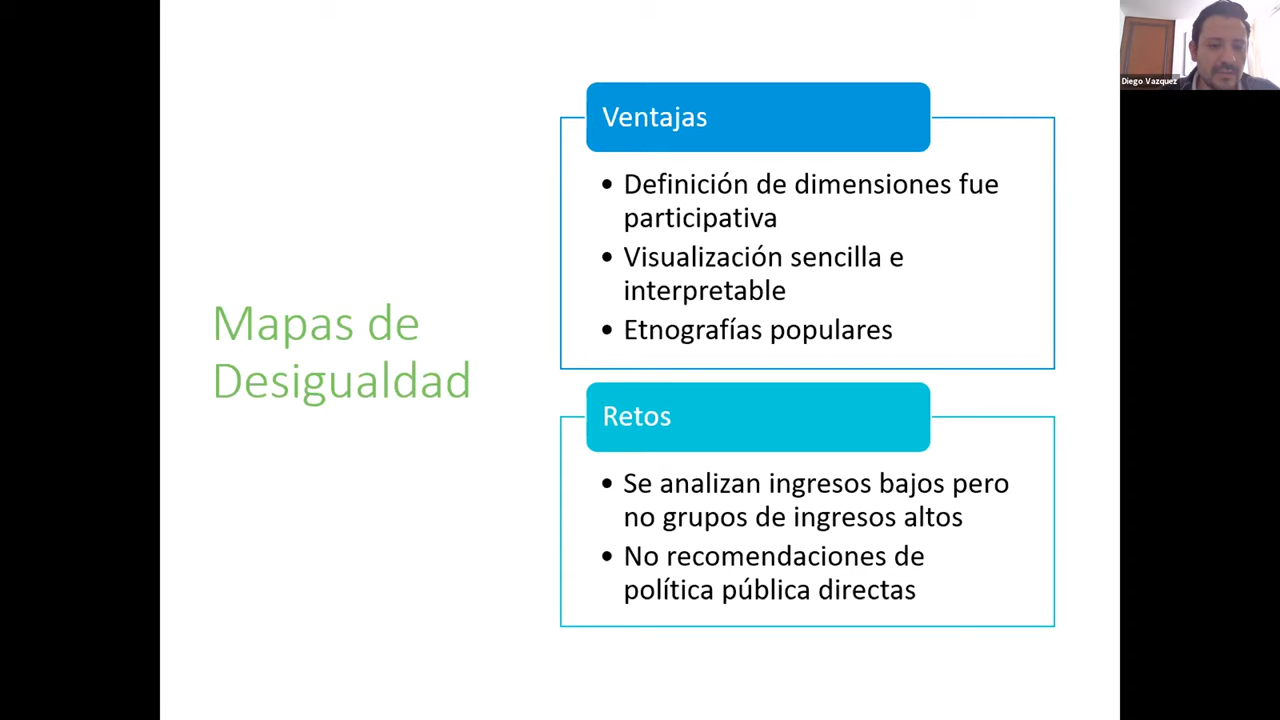 Mapas de
Desigualdad
Ventajas
• Definición de dimensiones fue
participativa
• Visualización sencilla e
interpretable
• Etnografías populares
Retos
• Se analizan ingresos bajos pero
no grupos de ingresos altos
• No recomendaciones de
política pública directas
Diego Vazquez